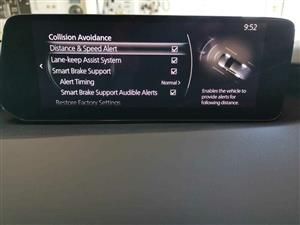 9:52
Collision Avoidance
Distance & Speed Alert
Lane-keep Assist System
Smart Brake Support
Alert Timing Normal >
Smart Brake Support Audible Alerts
Restore Factory Settings
Enables the vehicle to
provide alerts for
following distance.